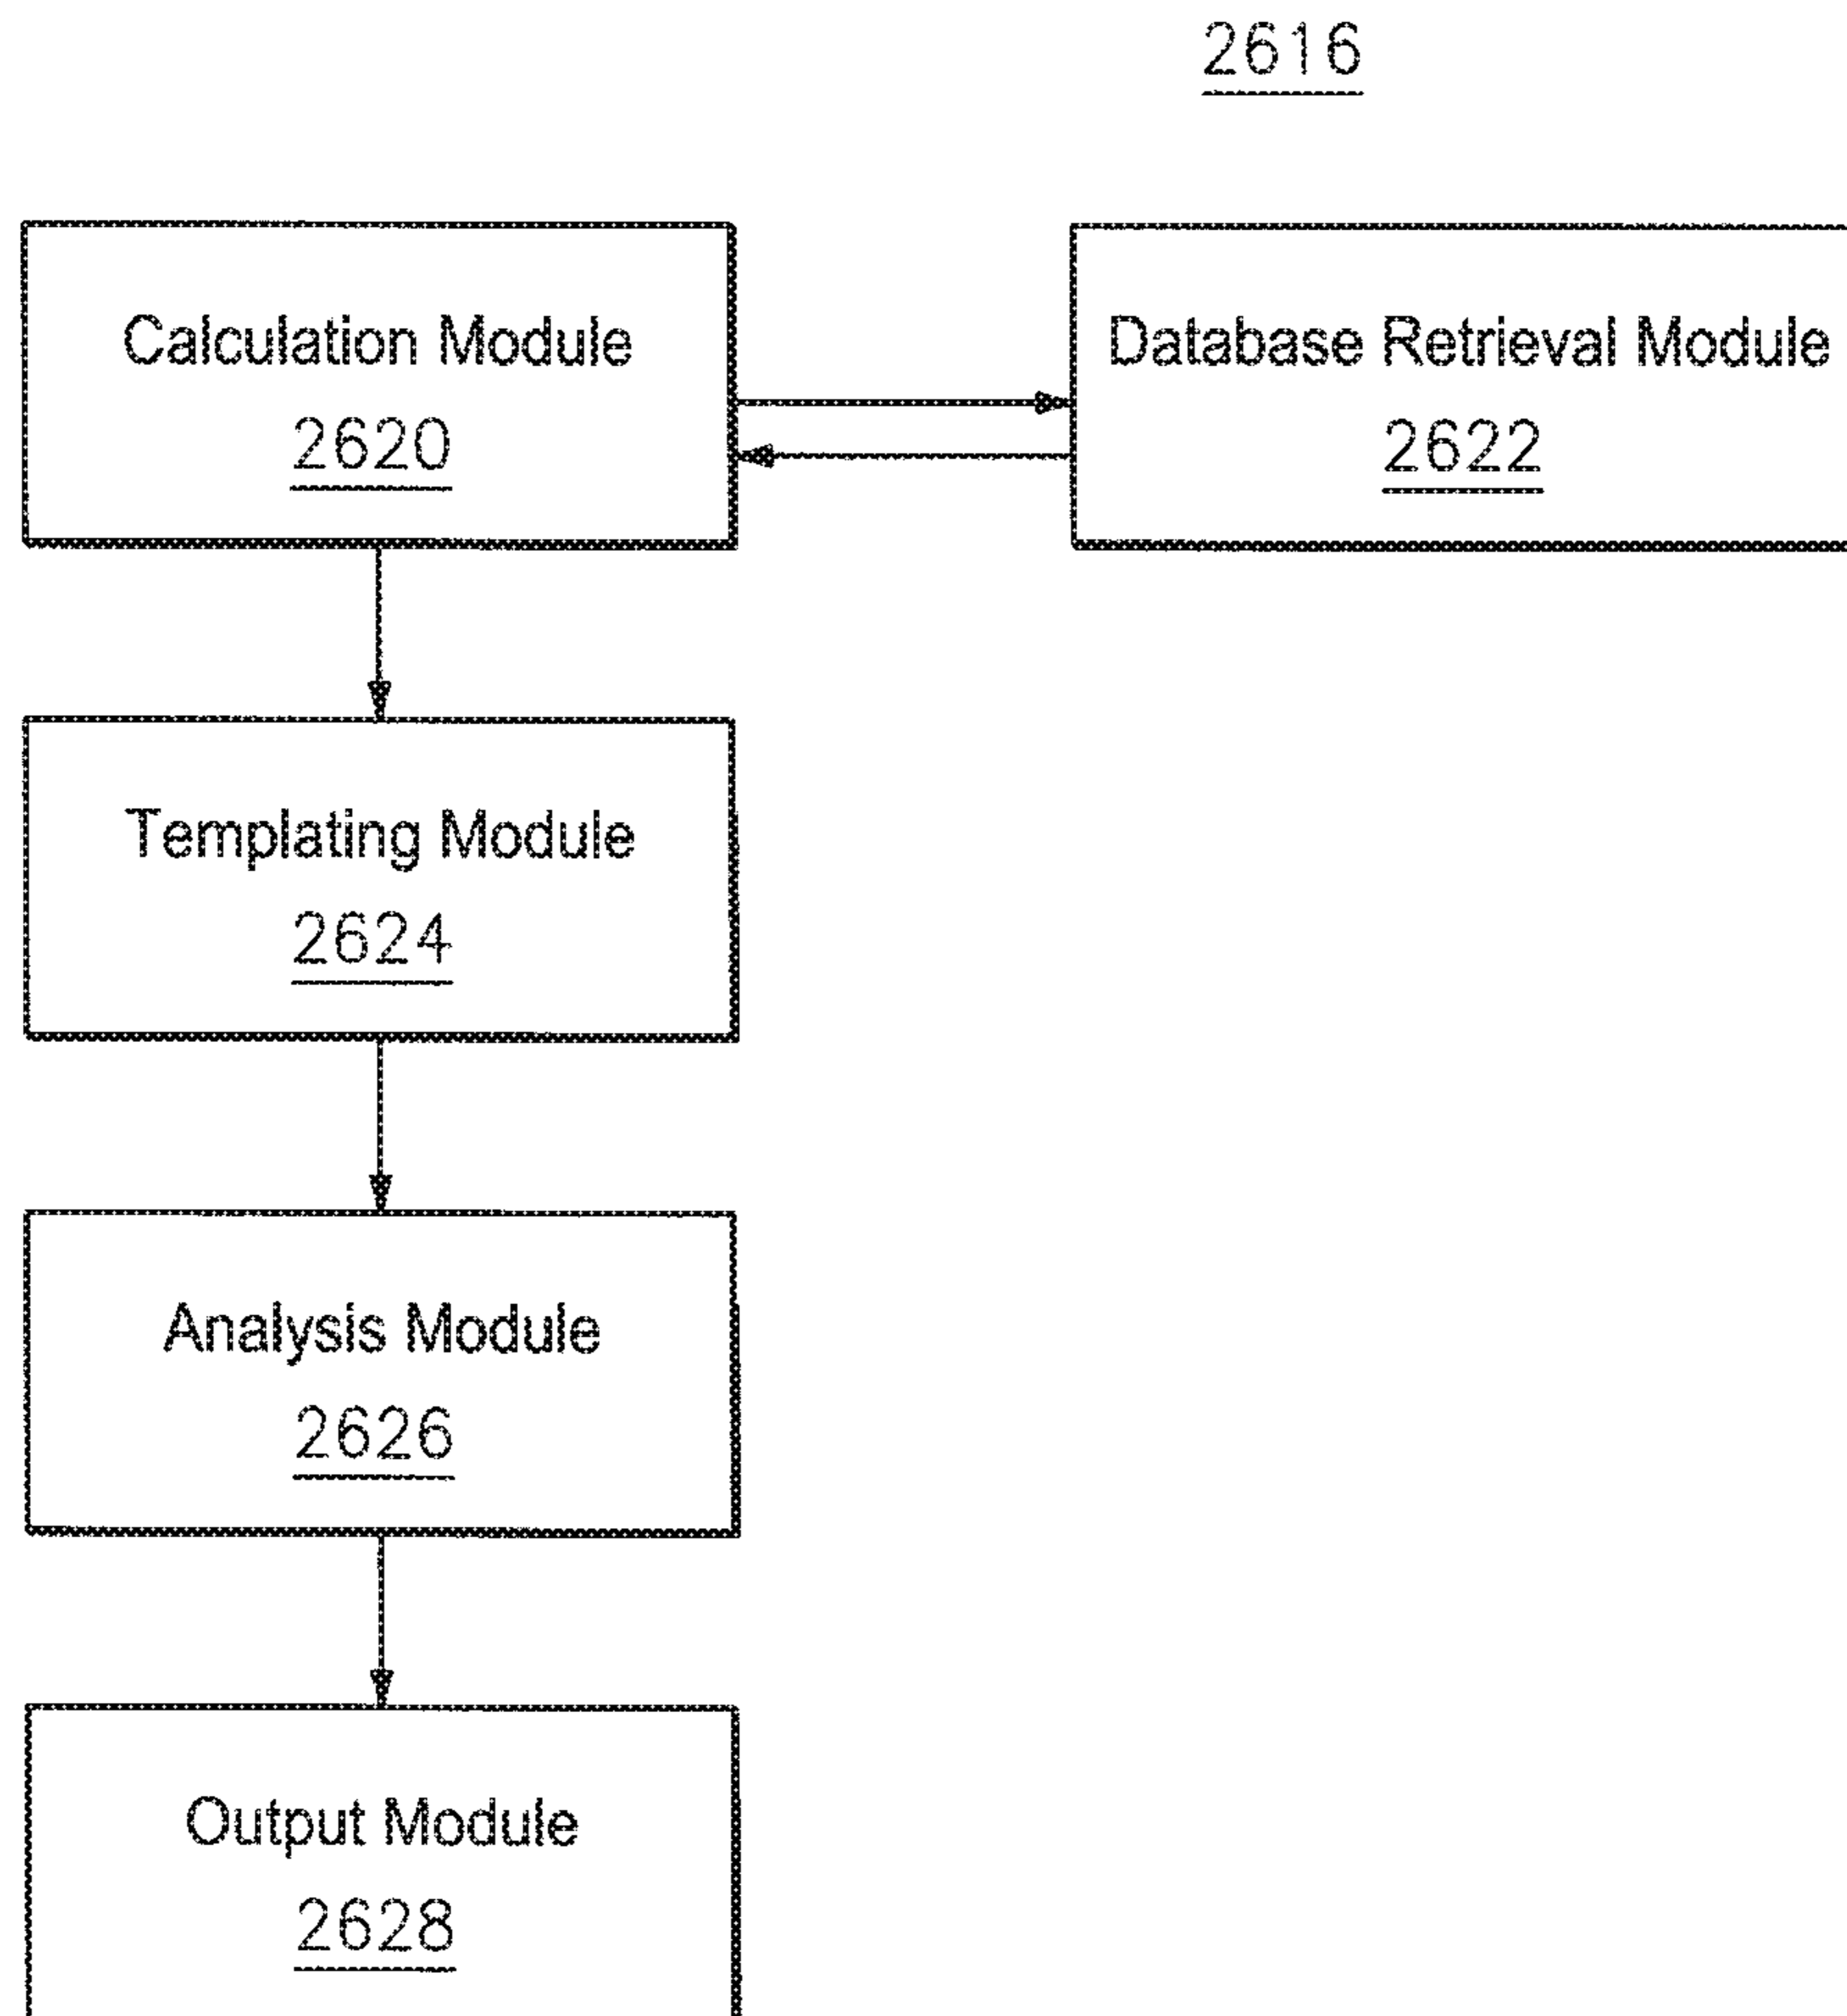 2616
Calculation Module
2620
Database Retrieval Module
2622
Templating Module
2624
Analysis Module
2626
Output Module
2628